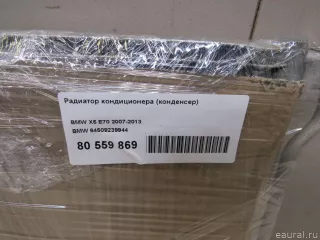 Радиатор кондиционера (конденсер)
BMW X5 E70 2007-2013
BMW 64509239944
80 559 869
eaural.ru